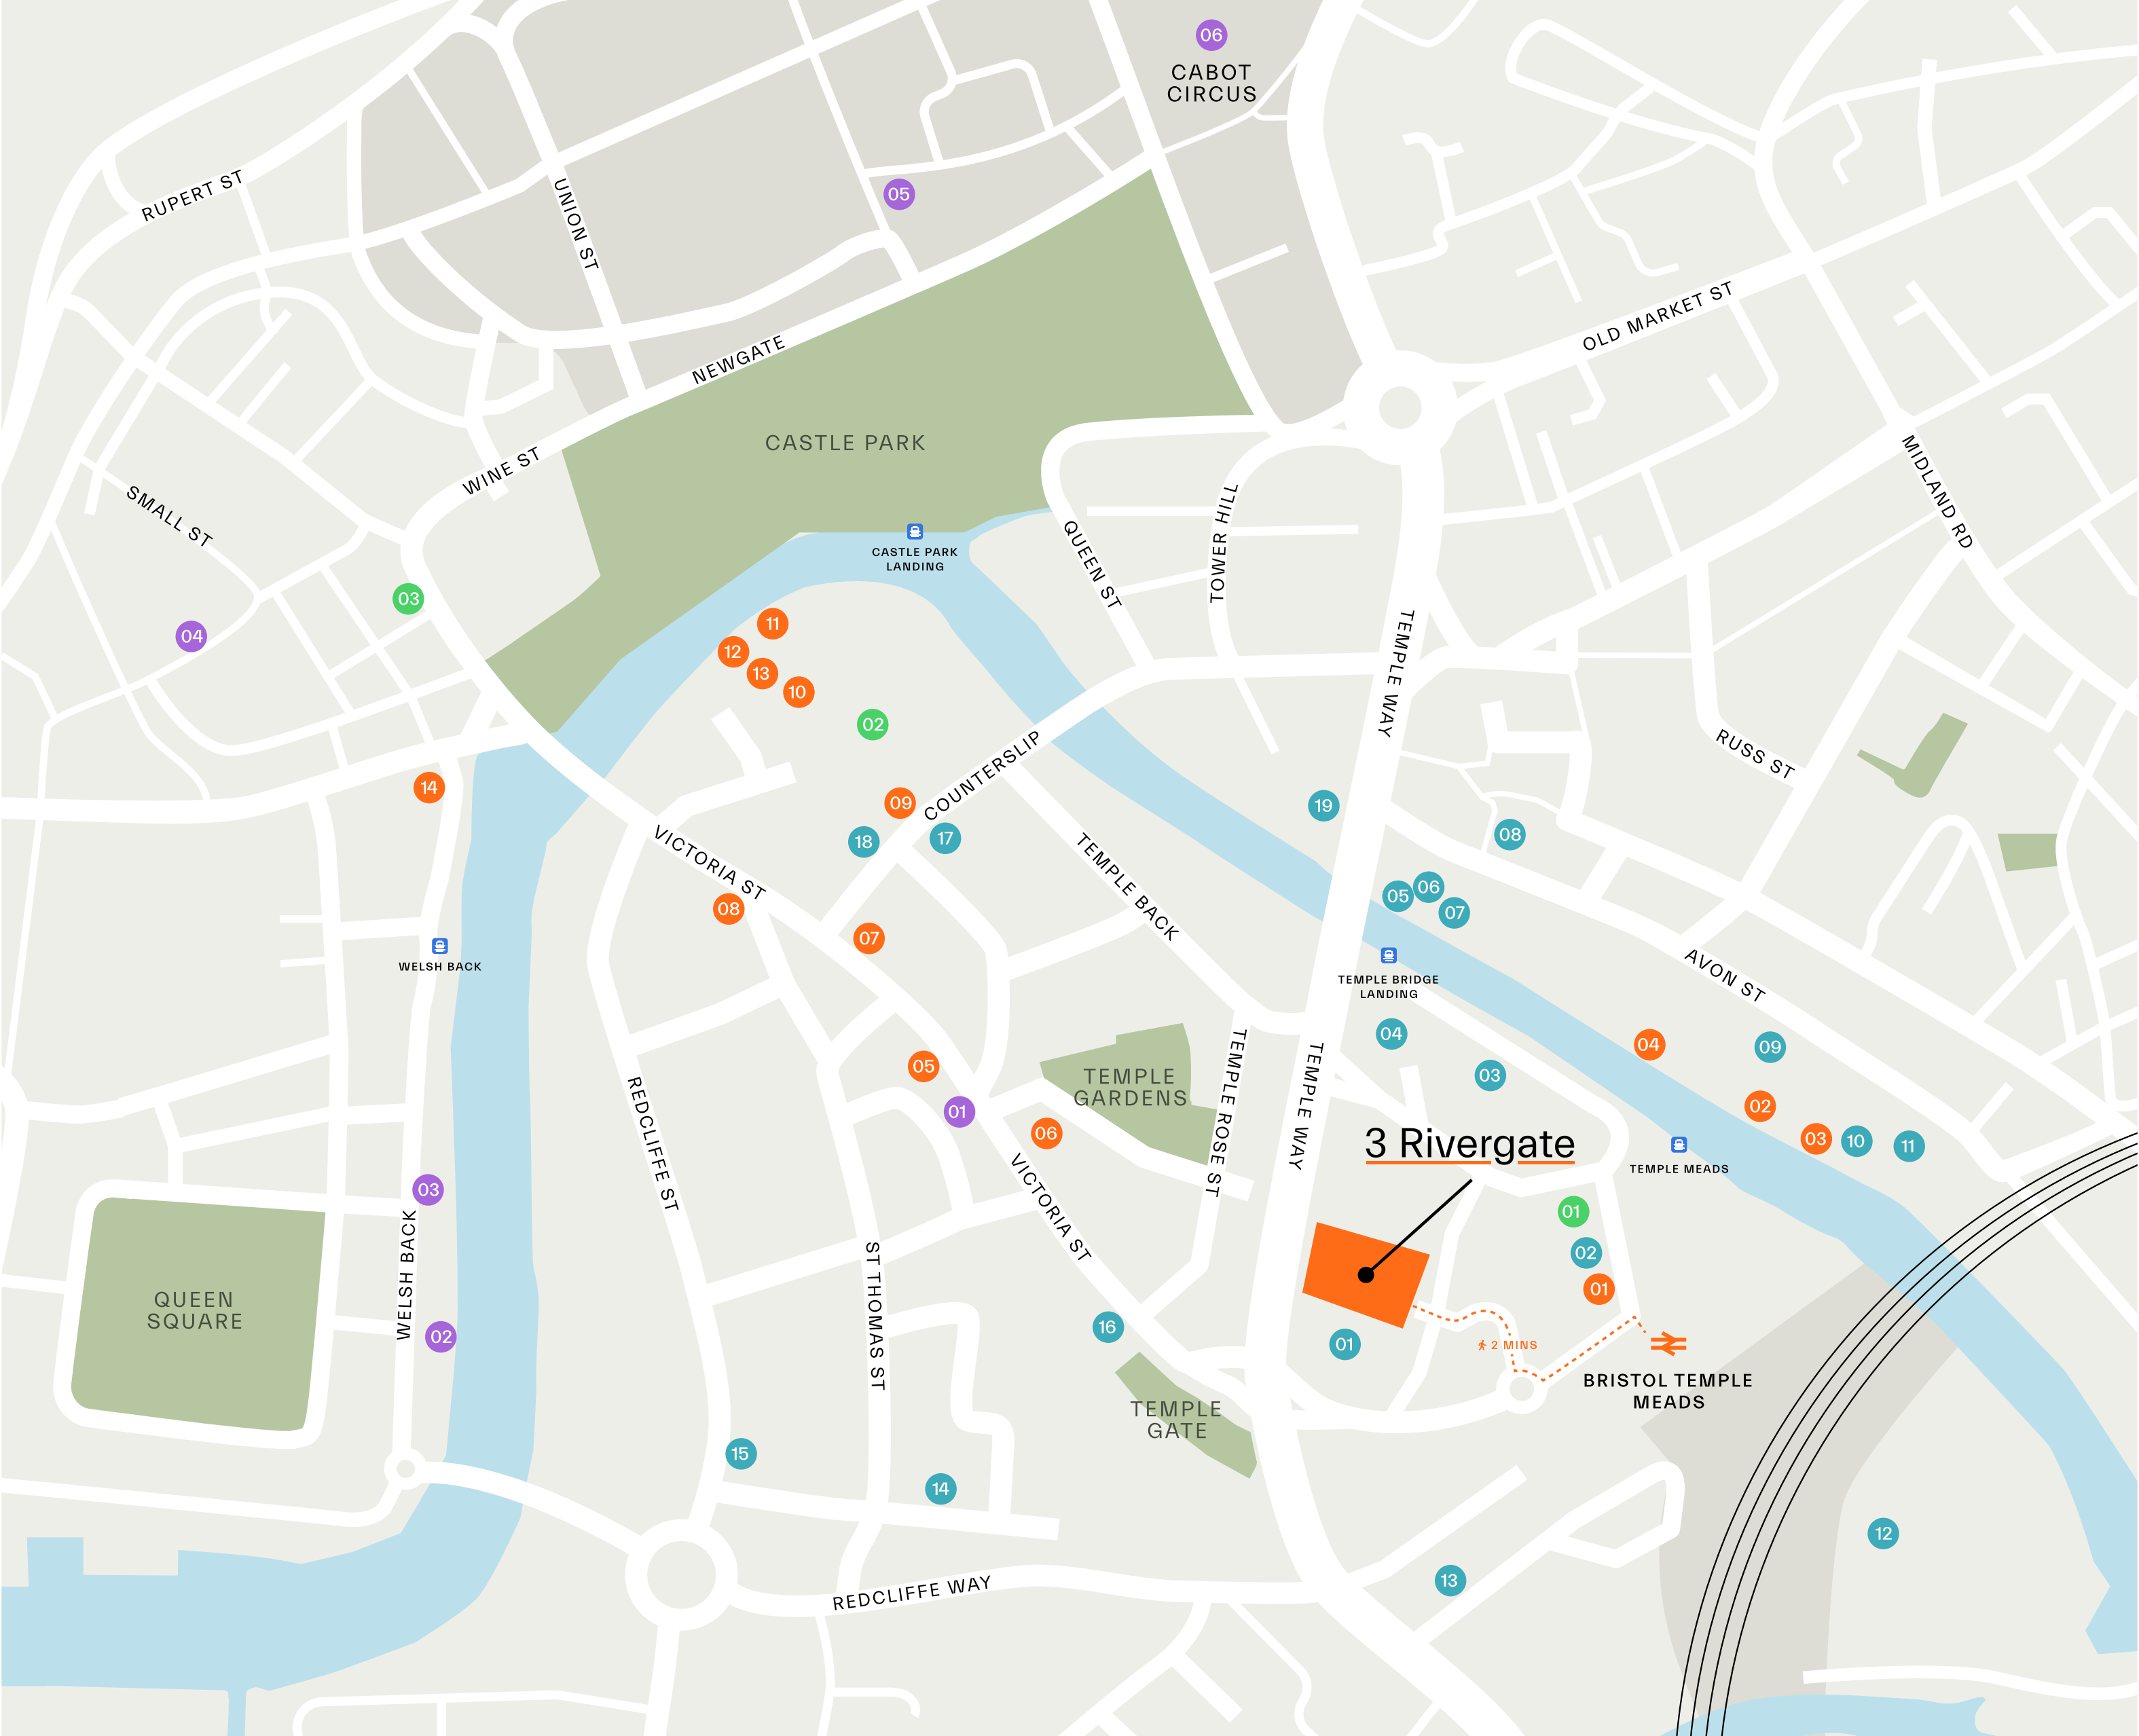 06
CABOT
CIRCUS
RUPERT ST
UNION ST
05
OLD MARKET ST
NEWGATE
CASTLE PARK
WINE ST
MIDLAND RD
SMALL ST
TOWER HILL
QUEEN ST
CASTLE PARK
LANDING
03
04
11
12
13
10
02
TEMPLE WAY
RUSS ST
COUNTERSLIP
14
09
19
18
17
08
VICTORIA ST
TEMPLE BACK
05
06
07
08
07
WELSH BACK
TEMPLE BRIDGE
LANDING
AVON ST
04
04
09
05
03
TEMPLE
GARDENS
TEMPLE ROSE ST
TEMPLE WAY
01
06
02
03
10
11
3 Rivergate
TEMPLE MEADS
REDCLIFFE ST
VICTORIA ST
03
01
WELSH BACK
02
01
ST THOMAS ST
QUEEN
SQUARE
02
16
01
2 MINS
BRISTOL TEMPLE
MEADS
TEMPLE
GATE
15
14
12
13
REDCLIFFE WAY